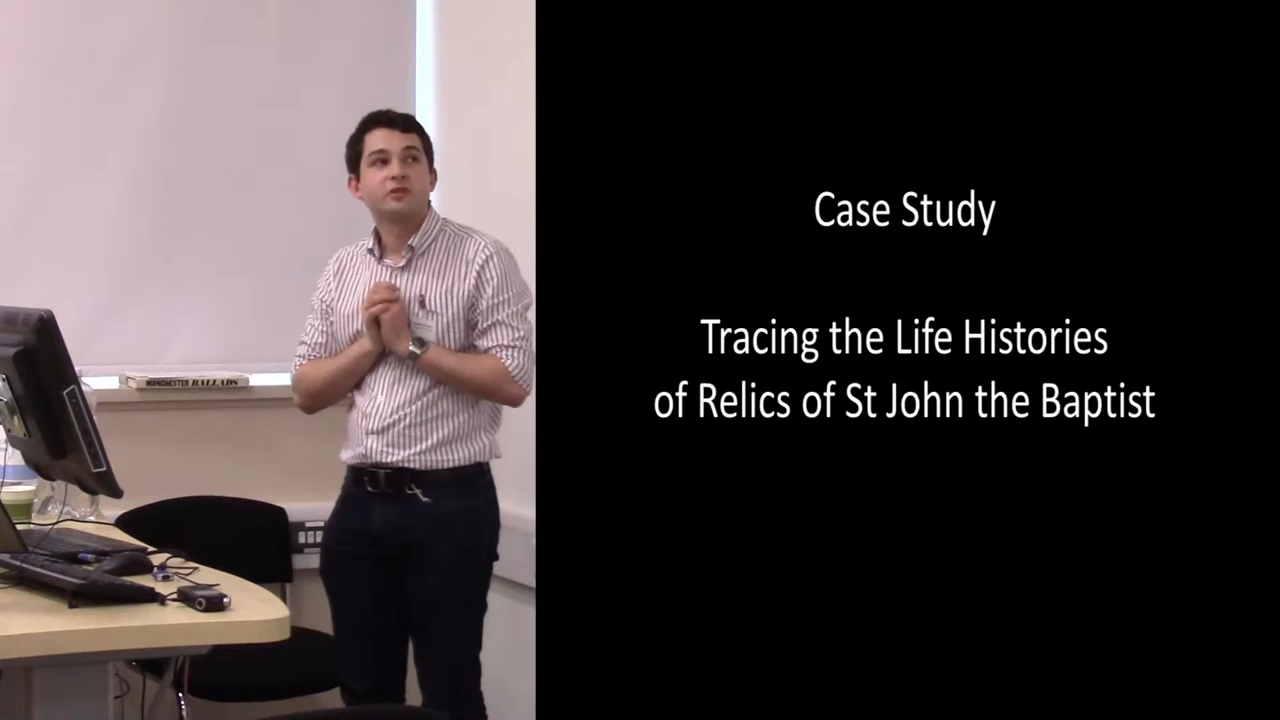 MANCHESTER BALLADS
Case Study
Tracing the Life Histories
of Relics of St John the Baptist